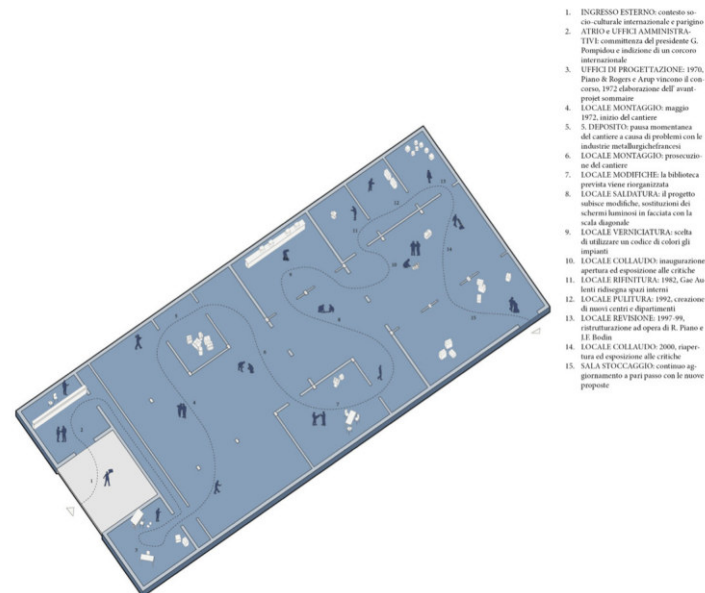 1. INGRESSO ESTERNO: contesto so-
cio-culturale internazionale e parigino
2. ATRIO e UFFICI AMMINISTRA-
TIVI: committenza del presidente G.
Pompidou e indizione di un corcoro
internazionale
3. UFFICI DI PROGETTAZIONE: 1970,
Piano & Rogers e Arup vincono il con-
corso, 1972 elaborazione dell' avant-
projet sommaire
4. LOCALE MONTAGGIO: maggio
1972, inizio del cantiere
5. 5. DEPOSITO: pausa momentanea
del cantiere a causa di problemi con le
industrie metallurgichefrancesi
6. LOCALE MONTAGGIO: prosecuzio-
ne del cantiere
7. LOCALE MODIFICHE: la biblioteca
prevista viene riorganizzata
8. LOCALE SALDATURA: il progetto
subisce modifiche, sostituzioni dei
schermi luminosi in facciata con la
scala diagonale
9. LOCALE VERNICIATURA: scelta
di utilizzare un codice di colori gli
impianti
10. LOCALE COLLAUDO: inaugurazione
apertura ed esposizione alle critiche
11. LOCALE RIFINITURA: 1982, Gae Au
lenti ridisegna spazi interni
12. LOCALE PULITURA: 1992, creazione
di nuovi centri e dipartimenti
13. LOCALE REVISIONE: 1997-99,
ristrutturazione ad opera di R. Piano e
J.F. Bodin
14. LOCALE COLLAUDO: 2000, riaper-
tura ed esposizione alle critiche
15. SALA STOCCAGGIO: continuo ag-
giornamento a pari passo con le nuove
proposte